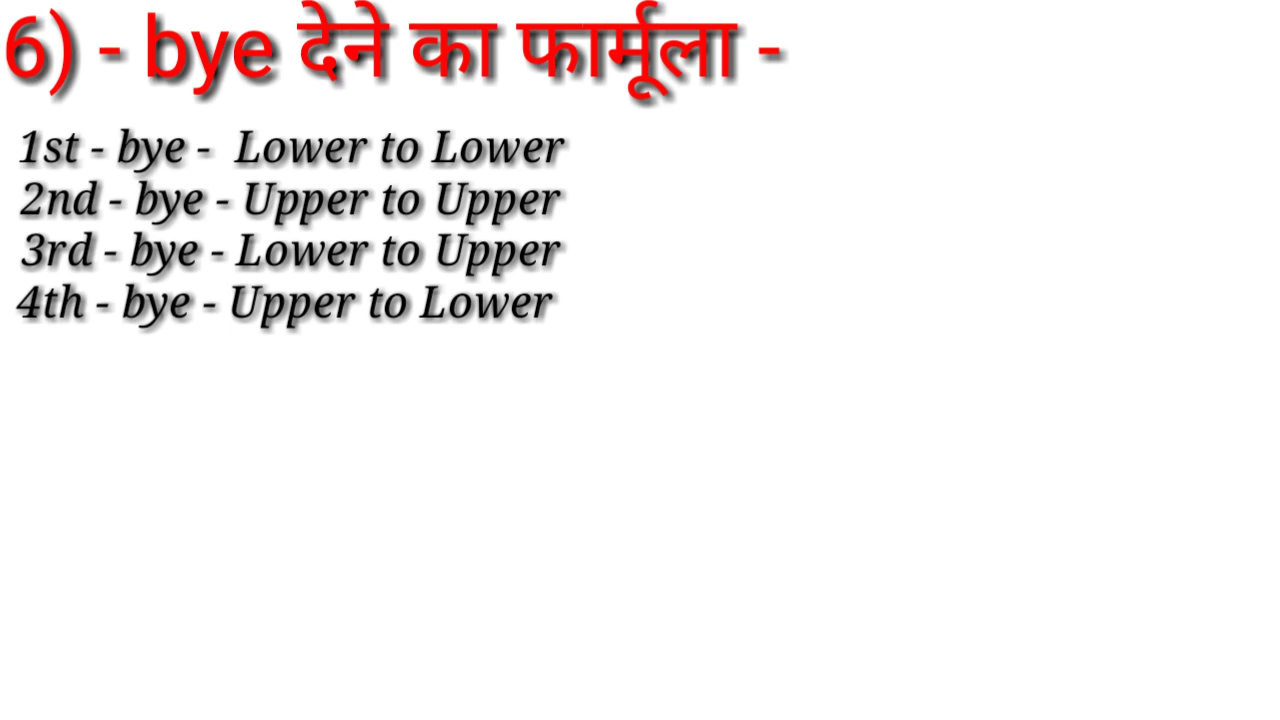 6) - bye देने का फार्मूला -
1st - bye - Lower to Lower
2nd - bye - Upper to Upper
3rd - bye - Lower to Upper
4th - bye - Upper to Lower